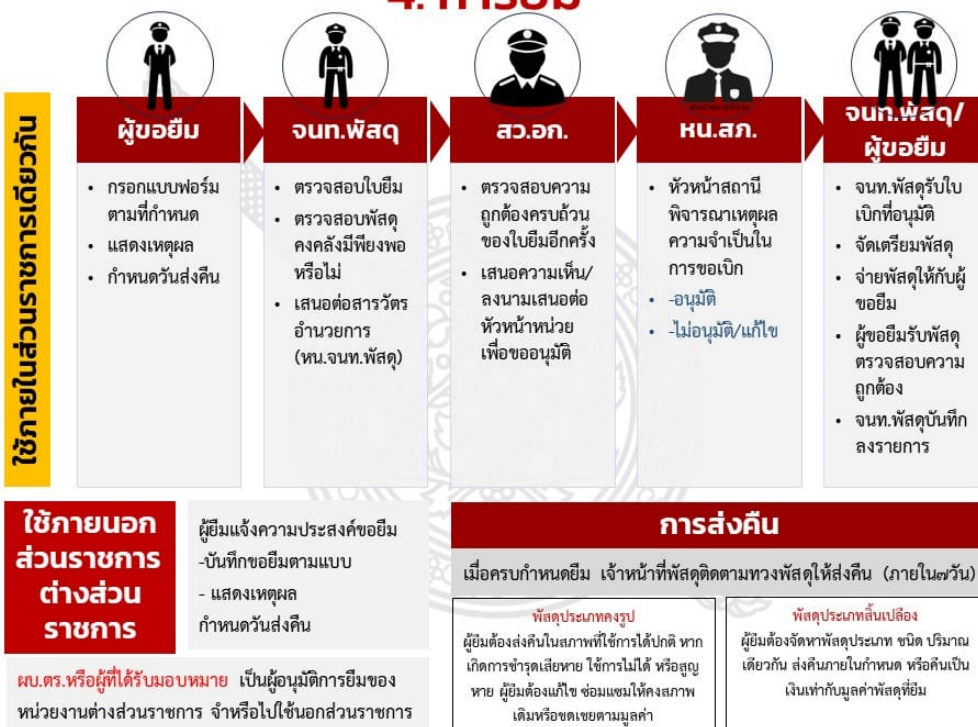 4. การยืม
ใช้ภายในส่วนราชการเดียวกัน
ผู้ขอยืม
• กรอกแบบฟอร์ม
ตามที่กำหนด
• แสดงเหตุผล
• กำหนดวันส่งคืน
จนท.พัสดุ
• ตรวจสอบใบยืม
• ตรวจสอบพัสดุ
คงคลังมีพียงพอ
หรือไม่
• เสนอต่อสารวัตร
อำนวยการ
(หน.จนท.พัสดุ)
สว.อก.
• ตรวจสอบความ
ถูกต้องครบถ้วน
ของใบยืมอีกครั้ง
• เสนอความเห็น/
ลงนามเสนอต่อ
หัวหน้าหน่วย
เพื่อขออนุมัติ
หน.สภ.
• หัวหน้าสถานี
พิจารณาเหตุผล
ความจำเป็นใน
การขอเบิก
• -อนุมัติ
• -ไม่อนุมัติ/แก้ไข
จนท.พัสดุ/
ผู้ขอยืม
• จนท.พัสดุรับใบ
เบิกที่อนุมัติ
• จัดเตรียมพัสดุ
• จ่ายพัสดุให้กับผู้
ขอยืม
• ผู้ขอยืมรับพัสดุ
ตรวจสอบความ
ถูกต้อง
• จนท.พัสดุบันทึก
ลงรายการ
ใช้ภายนอก
ส่วนราชการ
ต่างส่วน
ราชการ
ผู้ยืมแจ้งความประสงค์ขอยืม
-บันทึกขอยืมตามแบบ
- แสดงเหตุผล
กำหนดวันส่งคืน
ผบ.ตร.หรือผู้ที่ได้รับมอบหมาย เป็นผู้อนุมัติการยืมของ
หน่วยงานต่างส่วนราชการ จำหรือไปใช้นอกส่วนราชการ
การส่งคืน
เมื่อครบกำหนดยืม เจ้าหน้าที่พัสดุติดตามทวงพัสดุให้ส่งคืน (ภายใน๗วัน)
พัสดุประเภทคงรูป
ผู้ยืมต้องส่งคืนในสภาพที่ใช้การได้ปกติ หาก
เกิดการชำรุดเสียหาย ใช้การไม่ได้ หรือสูญ
หาย ผู้ยืมต้องแก้ไข ซ่อมแซมให้คงสภาพ
เดิมหรือชดเชยตามมูลค่า
พัสดุประเภทสิ้นเปลือง
ผู้ยืมต้องจัดหาพัสดุประเภท ชนิด ปริมาณ
เดียวกัน ส่งคืนภายในกำหนด หรือคืนเป็น
เงินเท่ากับมูลค่าพัสดุที่ยืม